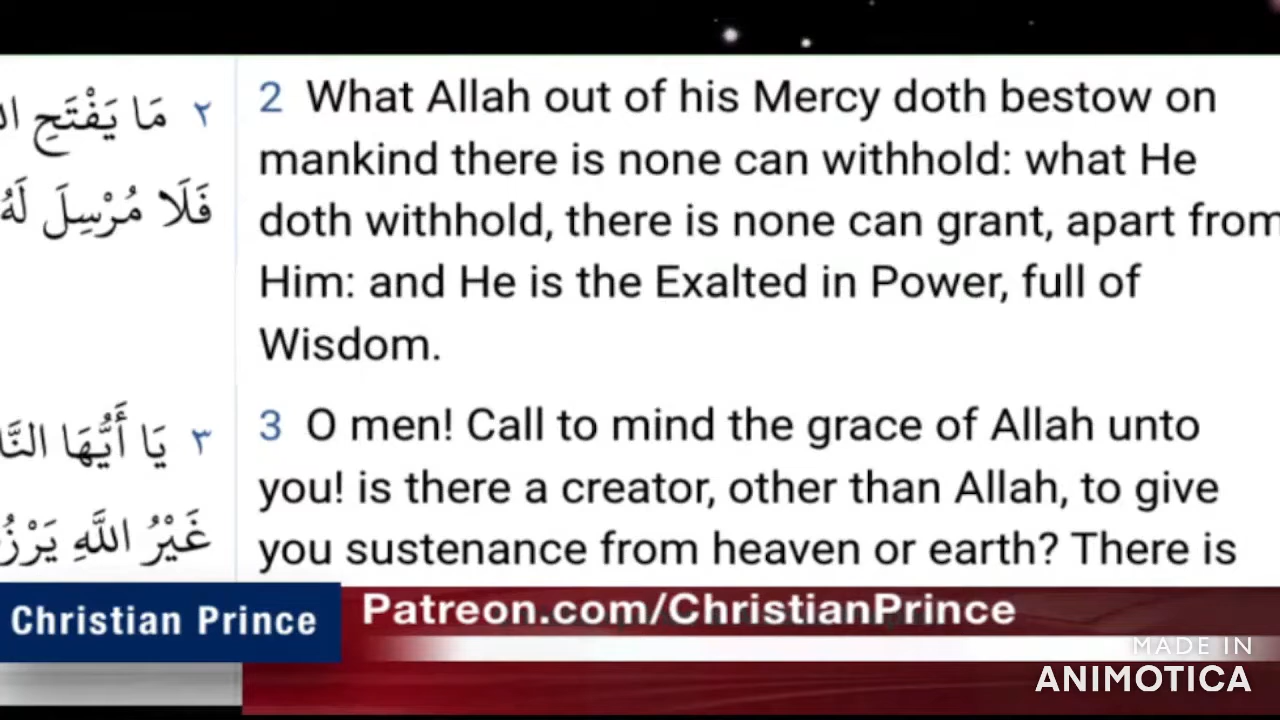 2 What Allah out of his Mercy doth bestow on
mankind there is none can withhold: what He
doth withhold, there is none can grant, apart from
Him: and He is the Exalted in Power, full of
Wisdom.
٢ مَا يَفْتَحِ
فَلَا مُرْسِلَ لَهُ
3 O men! Call to mind the grace of Allah unto
you! is there a creator, other than Allah, to give
you sustenance from heaven or earth? There is
٣ يَا أَيُّهَا
غَيْرُ اللَّهِ
Christian Prince
Patreon.com/ChristianPrince
MADE IN
ANIMOTICA